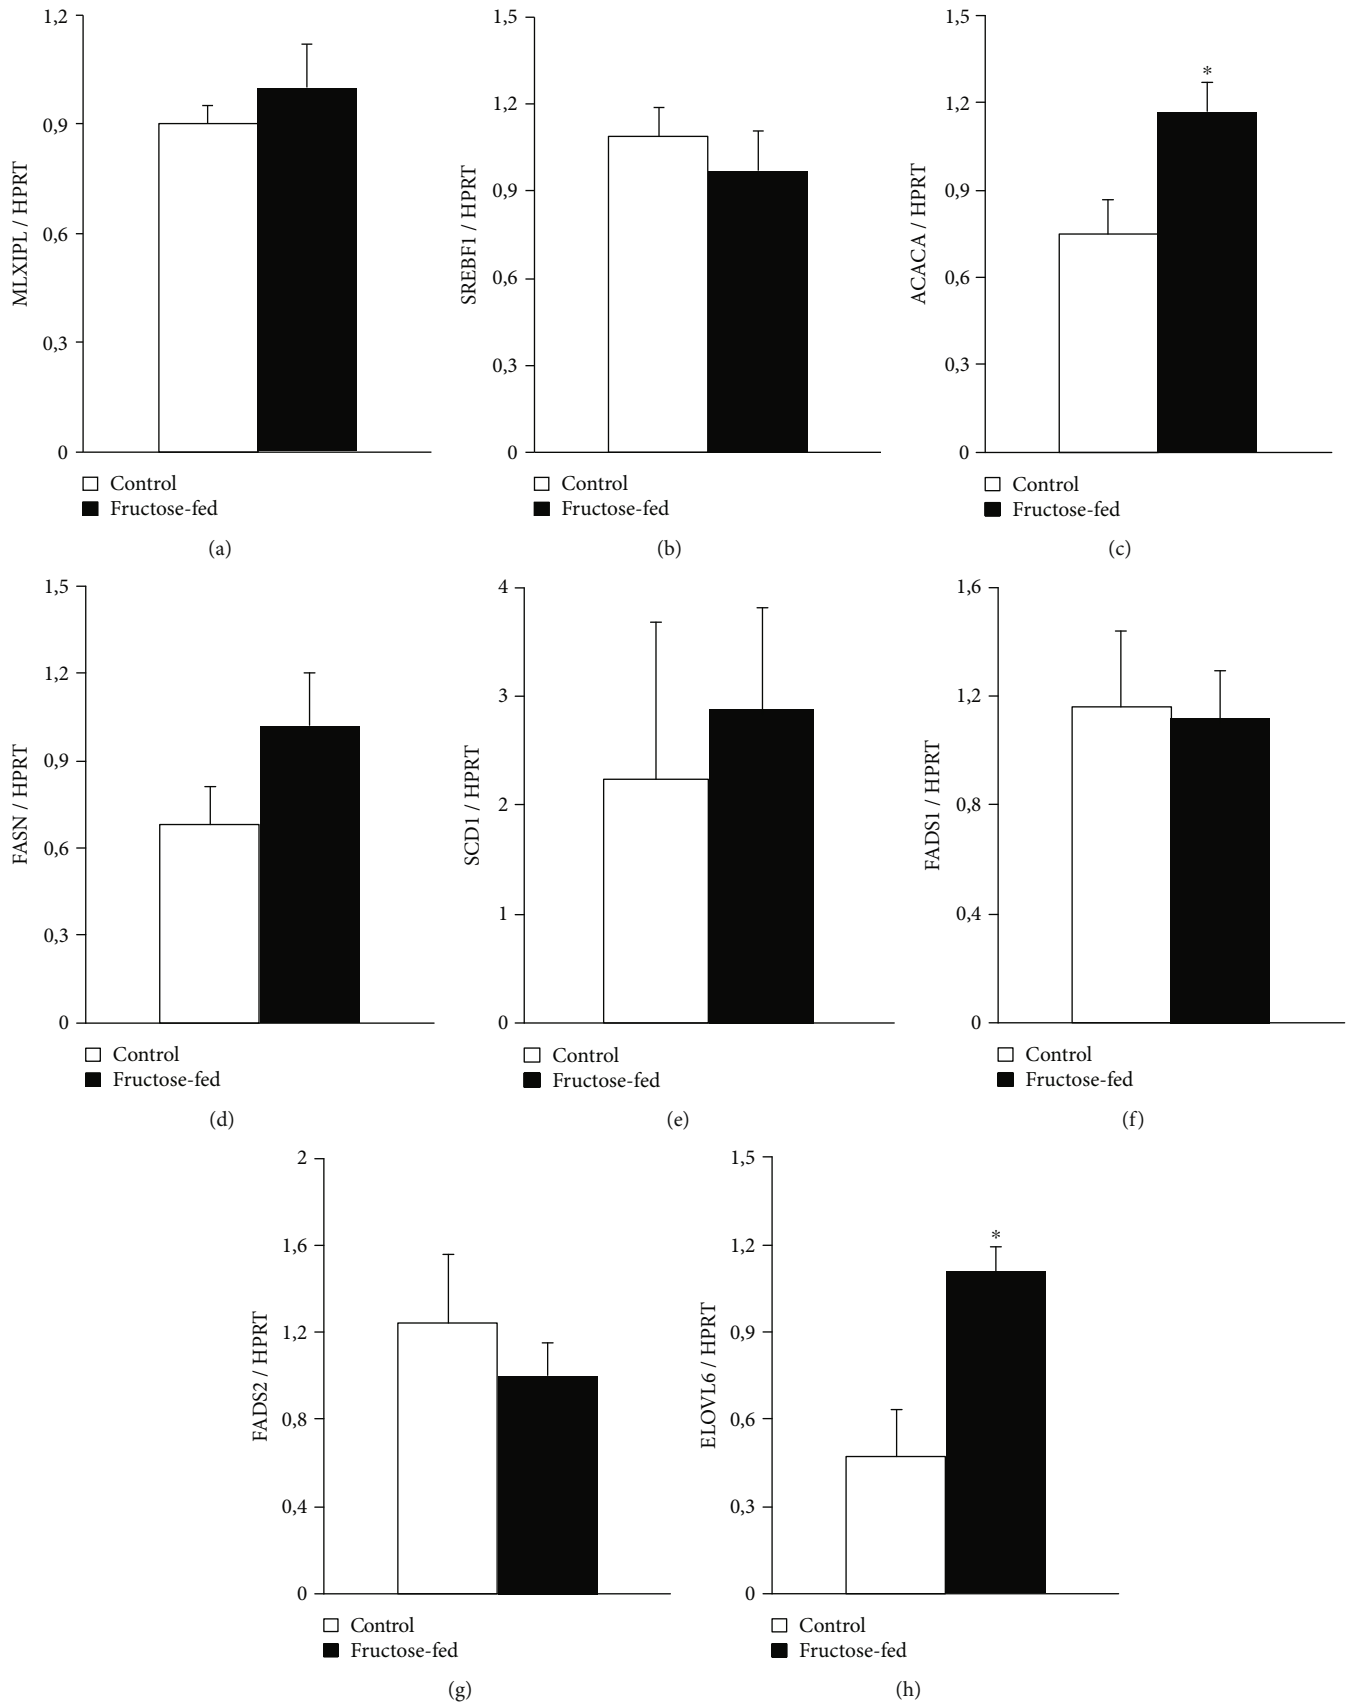 1,2
0,9
0,6
0,3
0
MLXIPL / HPRT
Control
Fructose-fed
(a)
1,5
1,2
0,9
0,6
0,3
0
SREBF1 / HPRT
Control
Fructose-fed
(b)
1,5
1,2
0,9
0,6
0,3
0
ACACA / HPRT
*
Control
Fructose-fed
(c)
1,5
1,2
0,9
0,6
0,3
0
FASN / HPRT
Control
Fructose-fed
(d)
4
3
2
1
0
SCD1 / HPRT
Control
Fructose-fed
(e)
1,6
1,2
0,8
0,4
0
FADS1 / HPRT
Control
Fructose-fed
(f)
2
1,6
1,2
0,8
0,4
0
FADS2 / HPRT
Control
Fructose-fed
(g)
1,5
1,2
0,9
0,6
0,3
0
ELOVL6 / HPRT
*
Control
Fructose-fed
(h)